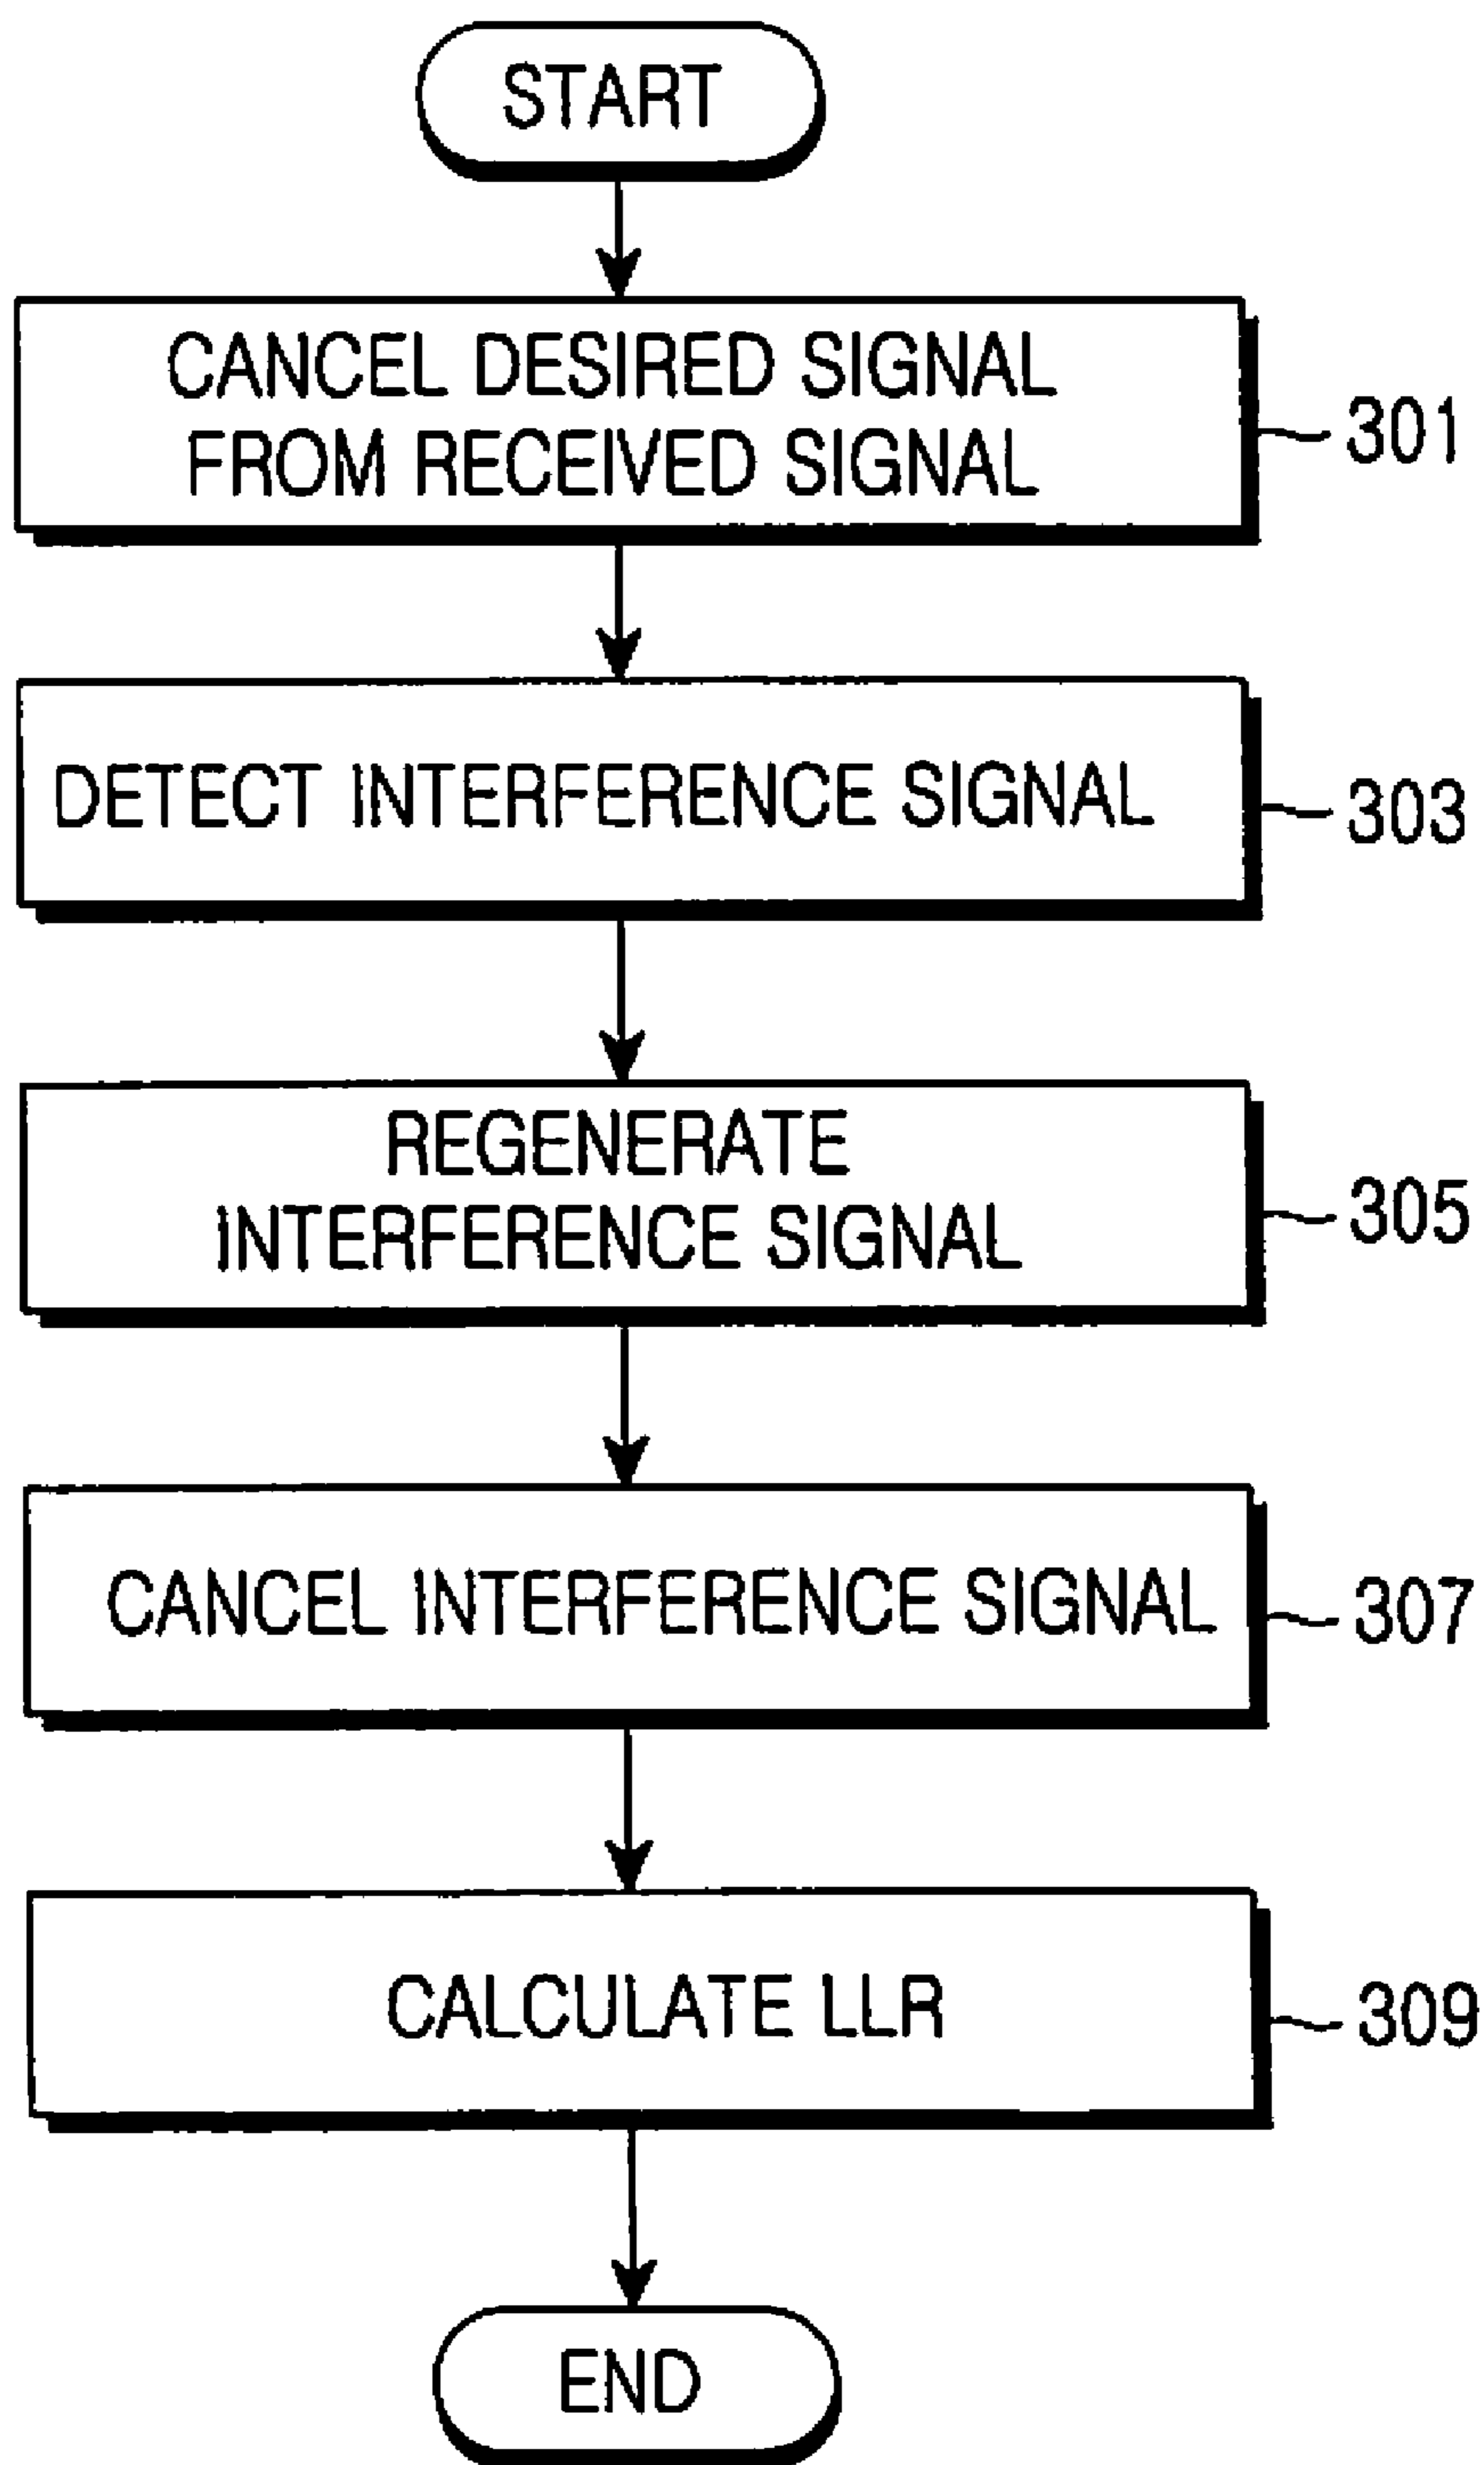 START
CANCEL DESIRED SIGNAL
FROM RECEIVED SIGNAL
301
DETECT INTERFERENCE SIGNAL
303
REGENERATE
INTERFERENCE SIGNAL
305
CANCEL INTERFERENCE SIGNAL
307
CALCULATE LLR
309
END